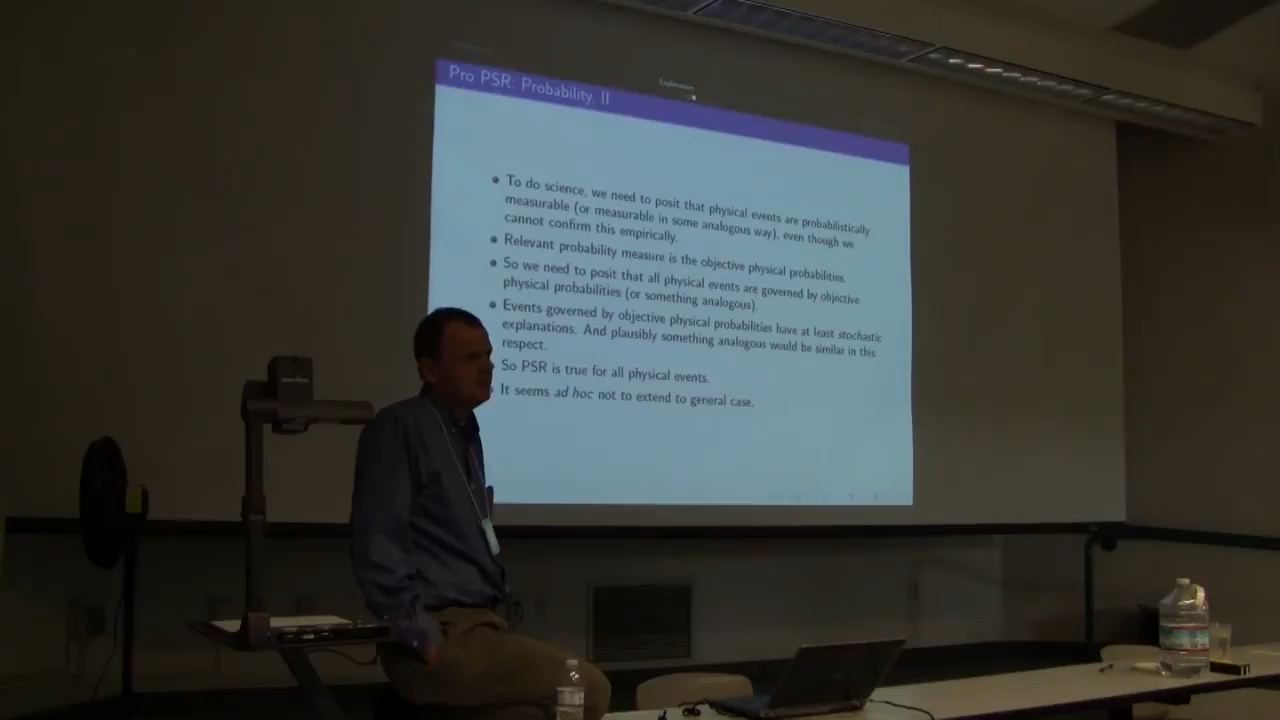 Explanation
Pro PSR: Probability, II
To do science, we need to posit that physical events are probabilistically
measurable (or measurable in some analogous way), even though we
cannot confirm this empirically.
Relevant probability measure is the objective physical probabilities.
So we need to posit that all physical events are governed by objective
physical probabilities (or something analogous).
Events governed by objective physical probabilities have at least stochastic
explanations. And plausibly something analogous would be similar in this
respect.
So PSR is true for all physical events.
It seems ad hoc not to extend to general case.